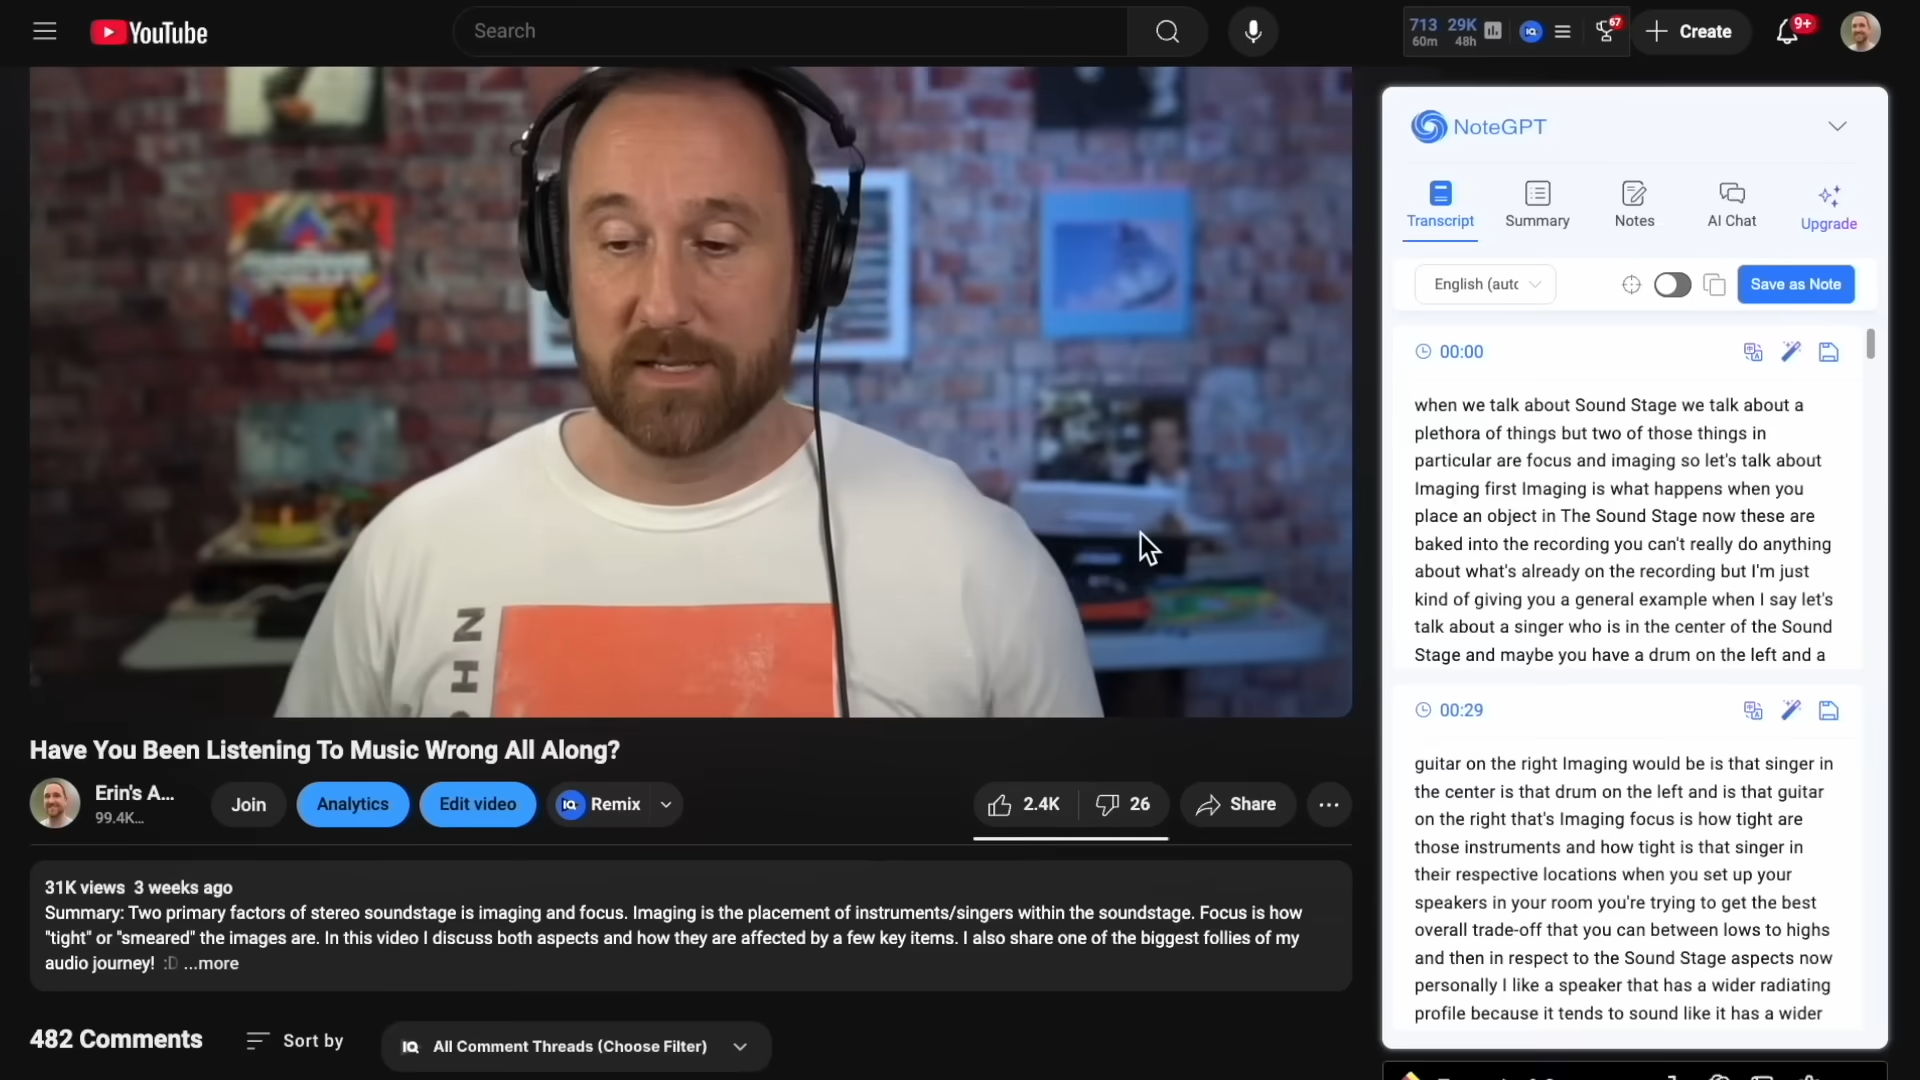 YouTube
Search
713 29K
60m 48h
IQ
67
Create
9+
NoteGPT
Transcript Summary Notes AI Chat Upgrade
English (auto
Save as Note
00:00
when we talk about Sound Stage we talk about a
plethora of things but two of those things in
particular are focus and imaging so let's talk about
Imaging first Imaging is what happens when you
place an object in The Sound Stage now these are
baked into the recording you can't really do anything
about what's already on the recording but I'm just
kind of giving you a general example when I say let's
talk about a singer who is in the center of the Sound
Stage and maybe you have a drum on the left and a
00:29
guitar on the right Imaging would be is that singer in
the center is that drum on the left and is that guitar
on the right that's Imaging focus is how tight are
those instruments and how tight is that singer in
their respective locations when you set up your
speakers in your room you're trying to get the best
overall trade-off that you can between lows to highs
and then in respect to the Sound Stage aspects now
personally I like a speaker that has a wider radiating
profile because it tends to sound like it has a wider
Have You Been Listening To Music Wrong All Along?
Erin's A...
99.4K...
Join
Analytics
Edit video
IQ Remix
2.4K
26
Share
31K views 3 weeks ago
Summary: Two primary factors of stereo soundstage is imaging and focus. Imaging is the placement of instruments/singers within the soundstage. Focus is how
"tight" or "smeared" the images are. In this video I discuss both aspects and how they are affected by a few key items. I also share one of the biggest follies of my
audio journey! :D ...more
482 Comments
Sort by
IQ All Comment Threads (Choose Filter)